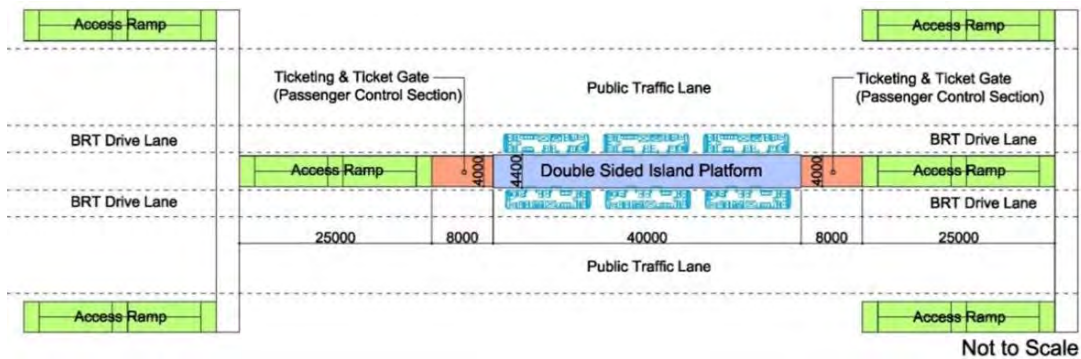 Access Ramp
Access Ramp
Ticketing & Ticket Gate
(Passenger Control Section)
Public Traffic Lane
Ticketing & Ticket Gate
(Passenger Control Section)
BRT Drive Lane
BRT Drive Lane
Access Ramp
4000
4400
Double Sided Island Platform
4000
Access Ramp
BRT Drive Lane
BRT Drive Lane
25000
8000
40000
8000
25000
Public Traffic Lane
Access Ramp
Access Ramp
Not to Scale